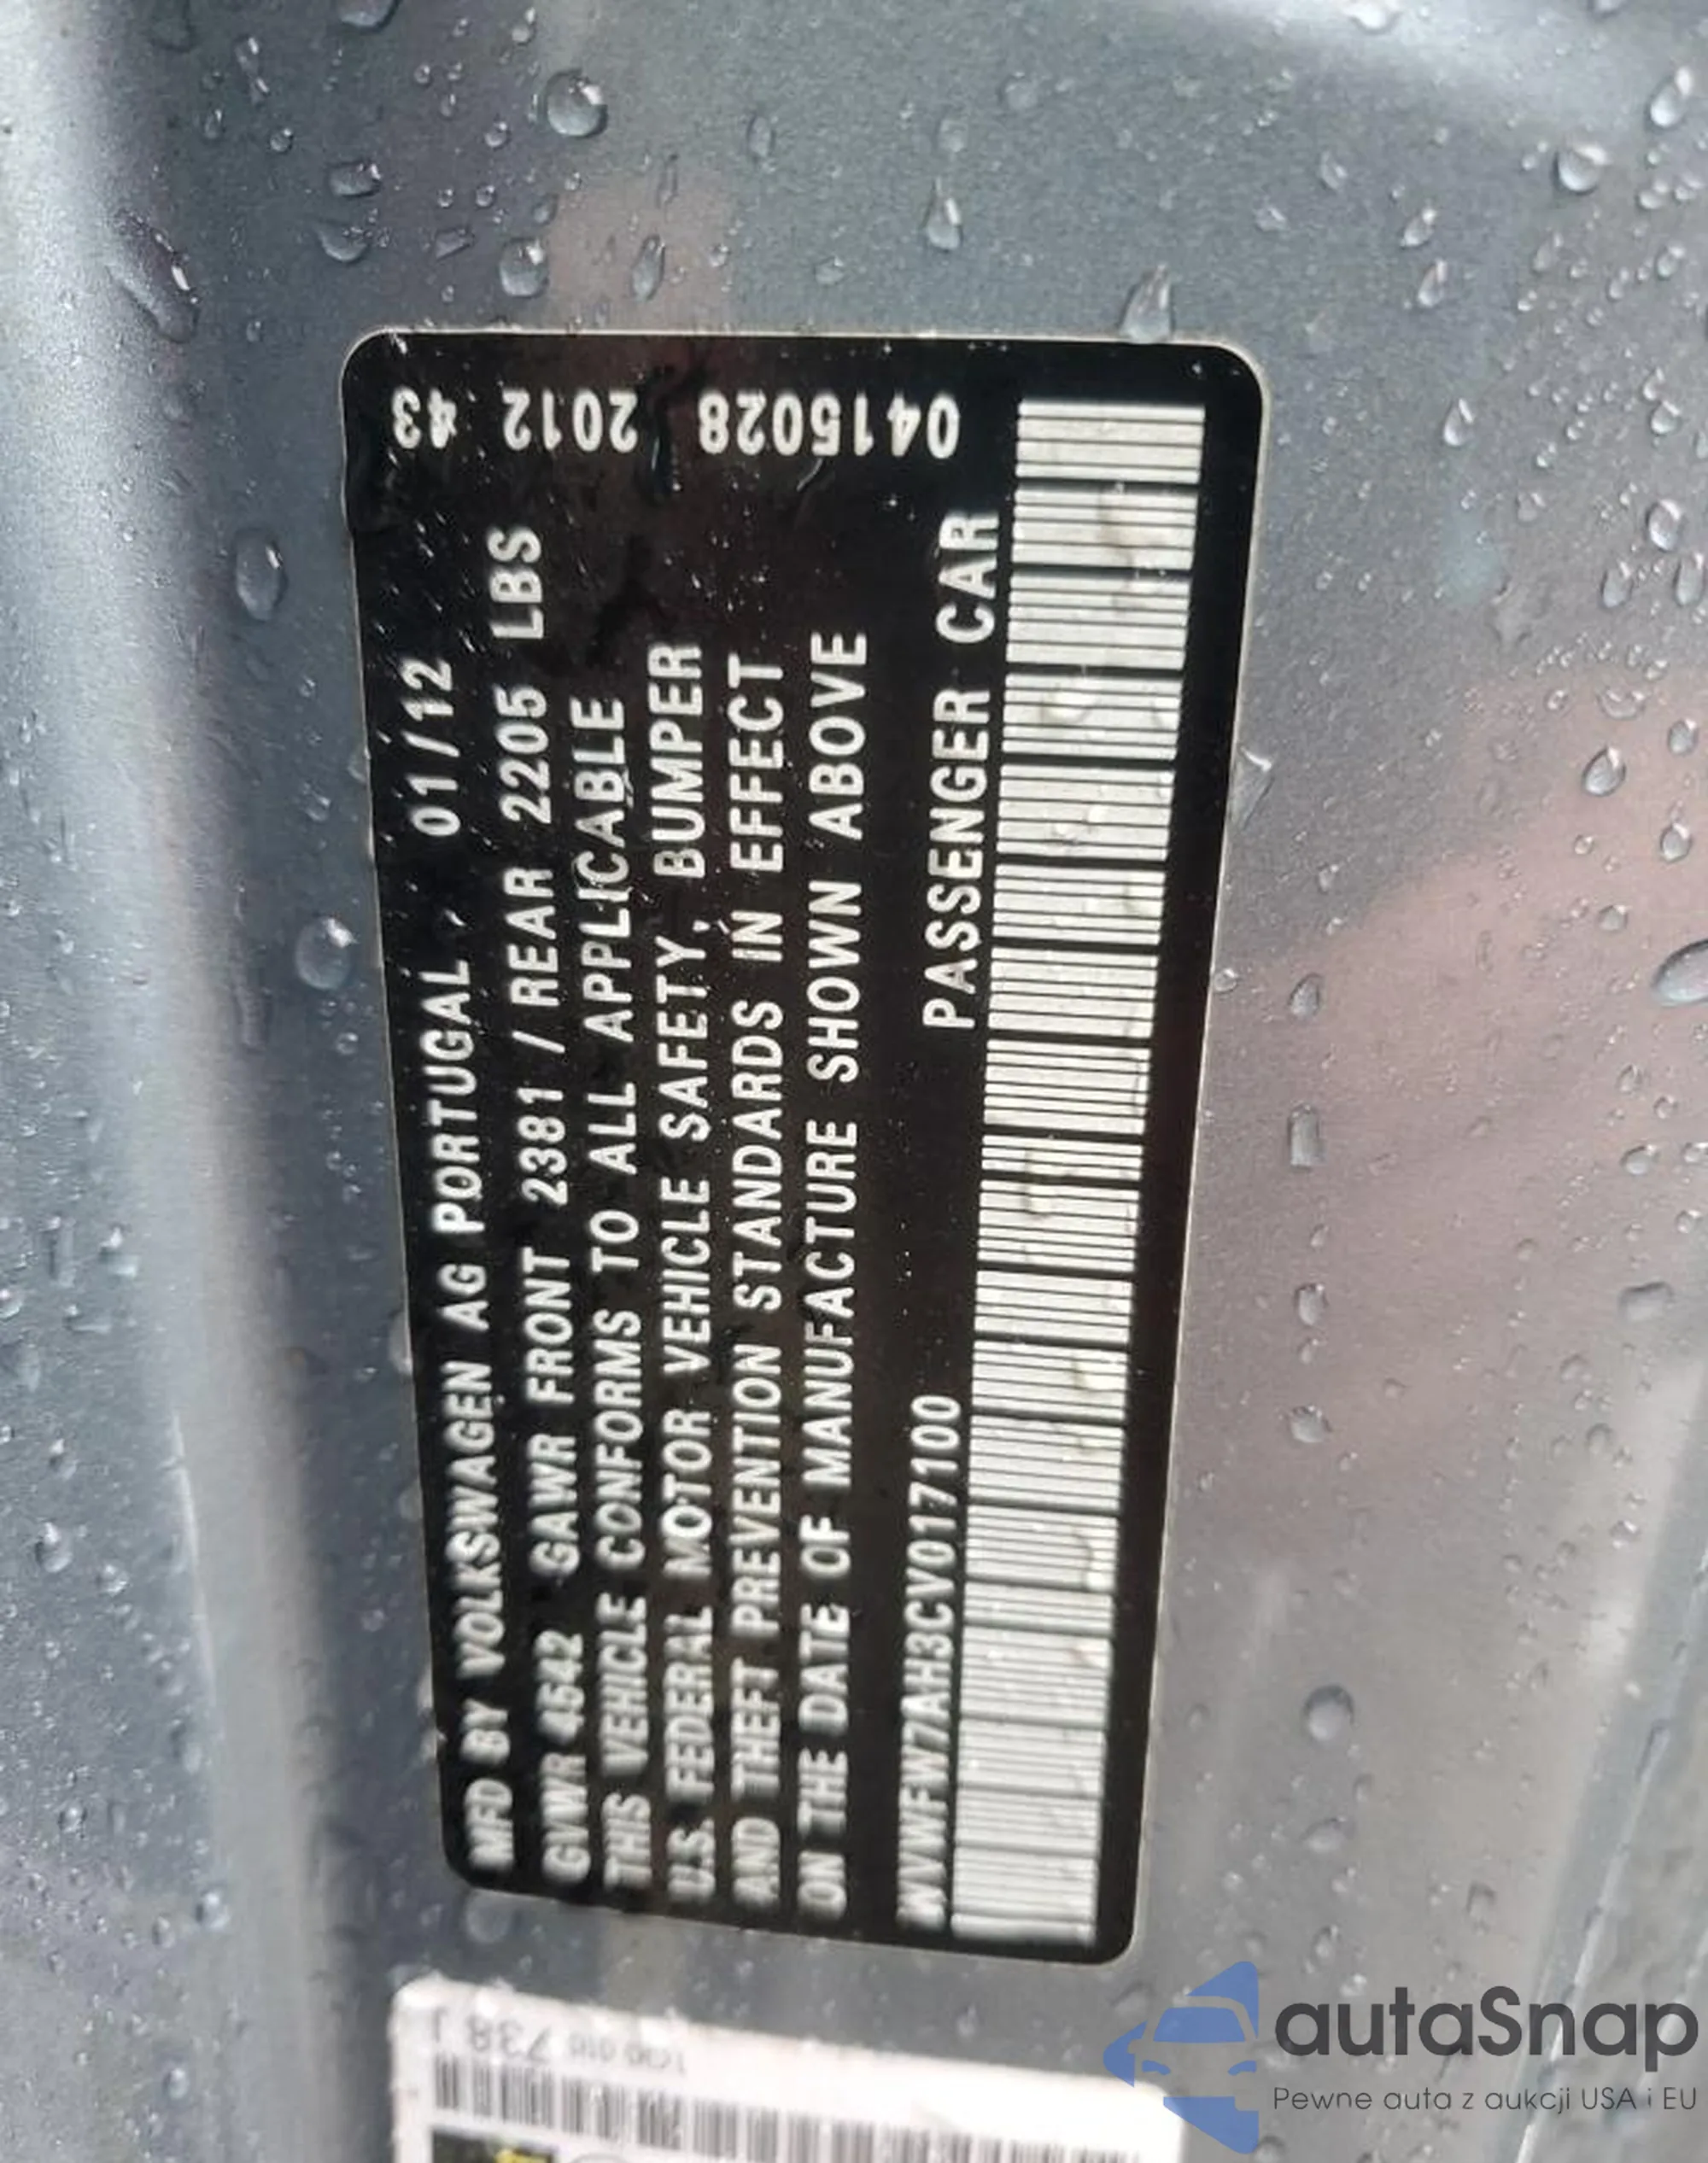 MFD BY VOLKSWAGEN AG PORTUGAL 01/12
GVWR 4542 GAWR FRONT 2381 / REAR 2205 LBS
THIS VEHICLE CONFORMS TO ALL APPLICABLE
U.S. FEDERAL MOTOR VEHICLE SAFETY, BUMPER
AND THEFT PREVENTION STANDARDS IN EFFECT
ON THE DATE OF MANUFACTURE SHOWN ABOVE
WVWFW7AH3CV017100 PASSENGER CAR
43 2012 0415028
738 J
autaSnap
Pewne auta z aukcji USA i EU